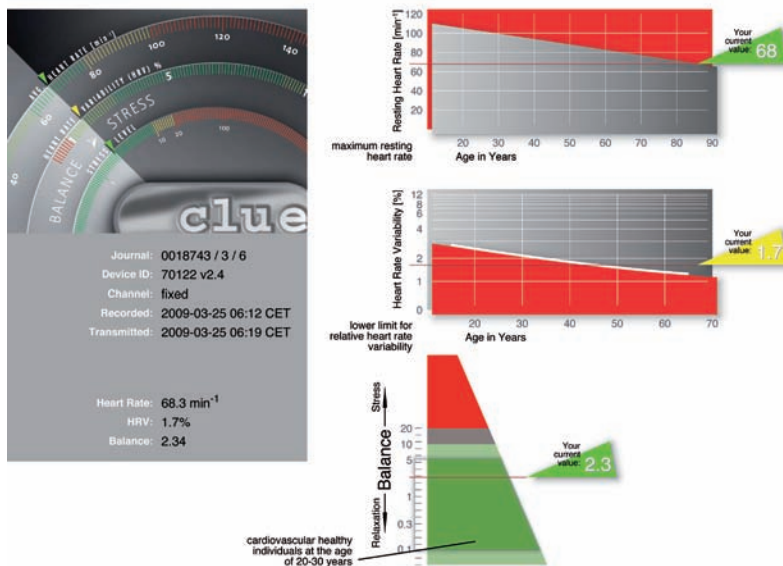 HEART RATE [min⁻¹]
HEART RATE VARIABILITY (HRV) %
STRESS LEVEL
STRESS
BALANCE
40
60
80
100
120
140
5
10
20
100
clue
Journal: 0018743 / 3 / 6
Device ID: 70122 v2.4
Channel: fixed
Recorded: 2009-03-25 06:12 CET
Transmitted: 2009-03-25 06:19 CET
Heart Rate: 68.3 min⁻¹
HRV: 1.7%
Balance: 2.34
Resting Heart Rate [min⁻¹]
120
100
80
60
40
20
Your
current
value:
68
20 30 40 50 60 70 80 90
maximum resting
heart rate
Age in Years
Heart Rate Variability [%]
12
8
6
4
2
1
0
Your
current
value:
1.7
20 30 40 50 60 70
lower limit for
relative heart rate
variability
Age in Years
Stress
Balance
Relaxation
20
10
5
1
0.3
0.1
Your
current
value:
2.3
cardiovascular healthy
individuals at the age
of 20-30 years